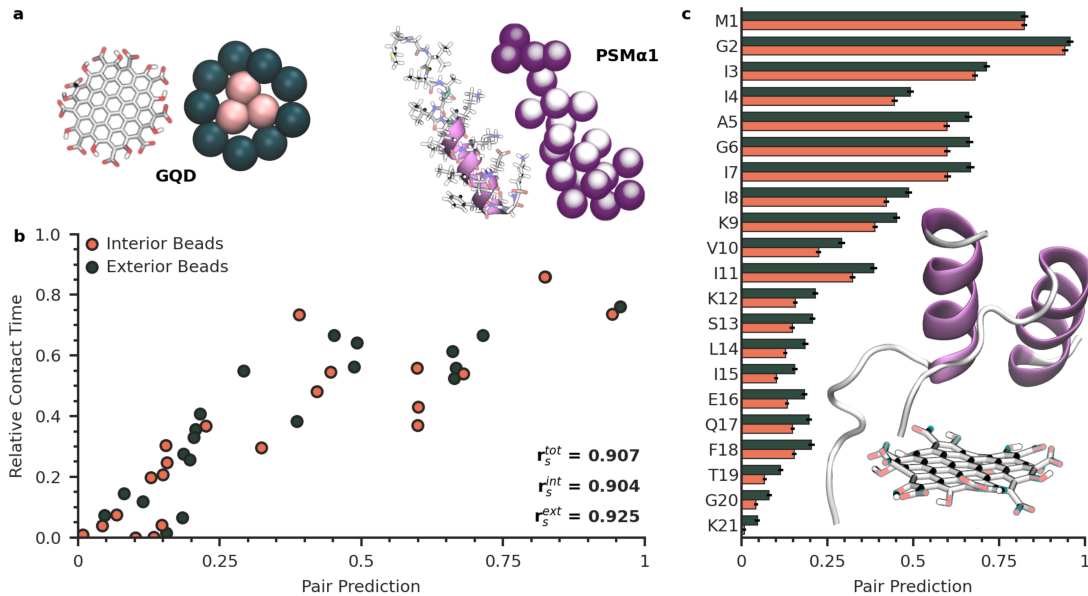 a
GQD
PSMα1
b
1.0
0.8
0.6
0.4
0.2
0.0
Relative Contact Time
Interior Beads
Exterior Beads
r_s^tot = 0.907
r_s^int = 0.904
r_s^ext = 0.925
0 0.25 0.5 0.75 1
Pair Prediction
c
M1
G2
I3
I4
A5
G6
I7
I8
K9
V10
I11
K12
S13
L14
I15
E16
Q17
F18
T19
G20
K21
0 0.25 0.5 0.75 1
Pair Prediction